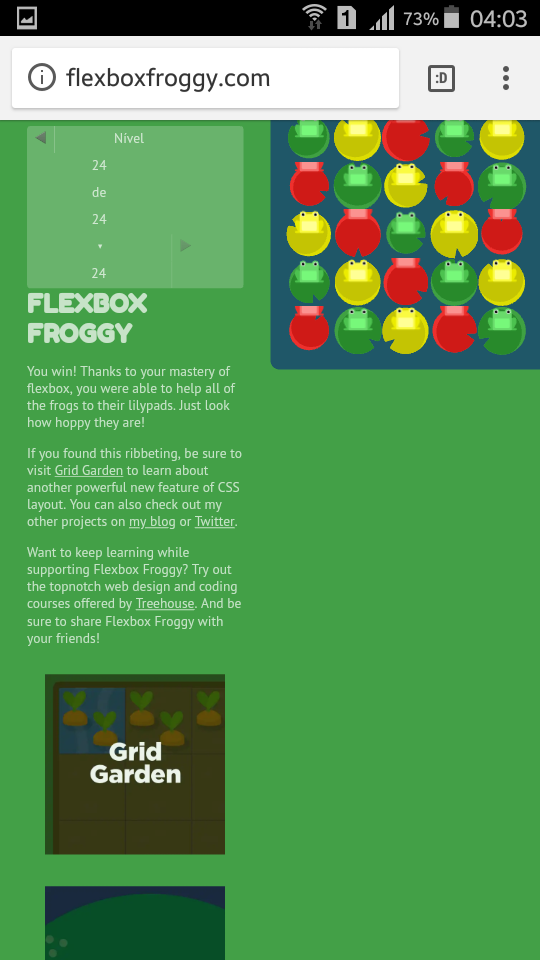 1 73% 04:03
flexboxfroggy.com :D
Nível
24
de
24
24
FLEXBOX
FROGGY
You win! Thanks to your mastery of
flexbox, you were able to help all of
the frogs to their lilypads. Just look
how hoppy they are!
If you found this ribbeting, be sure to
visit Grid Garden to learn about
another powerful new feature of CSS
layout. You can also check out my
other projects on my blog or Twitter.
Want to keep learning while
supporting Flexbox Froggy? Try out
the topnotch web design and coding
courses offered by Treehouse. And be
sure to share Flexbox Froggy with
your friends!
Grid
Garden